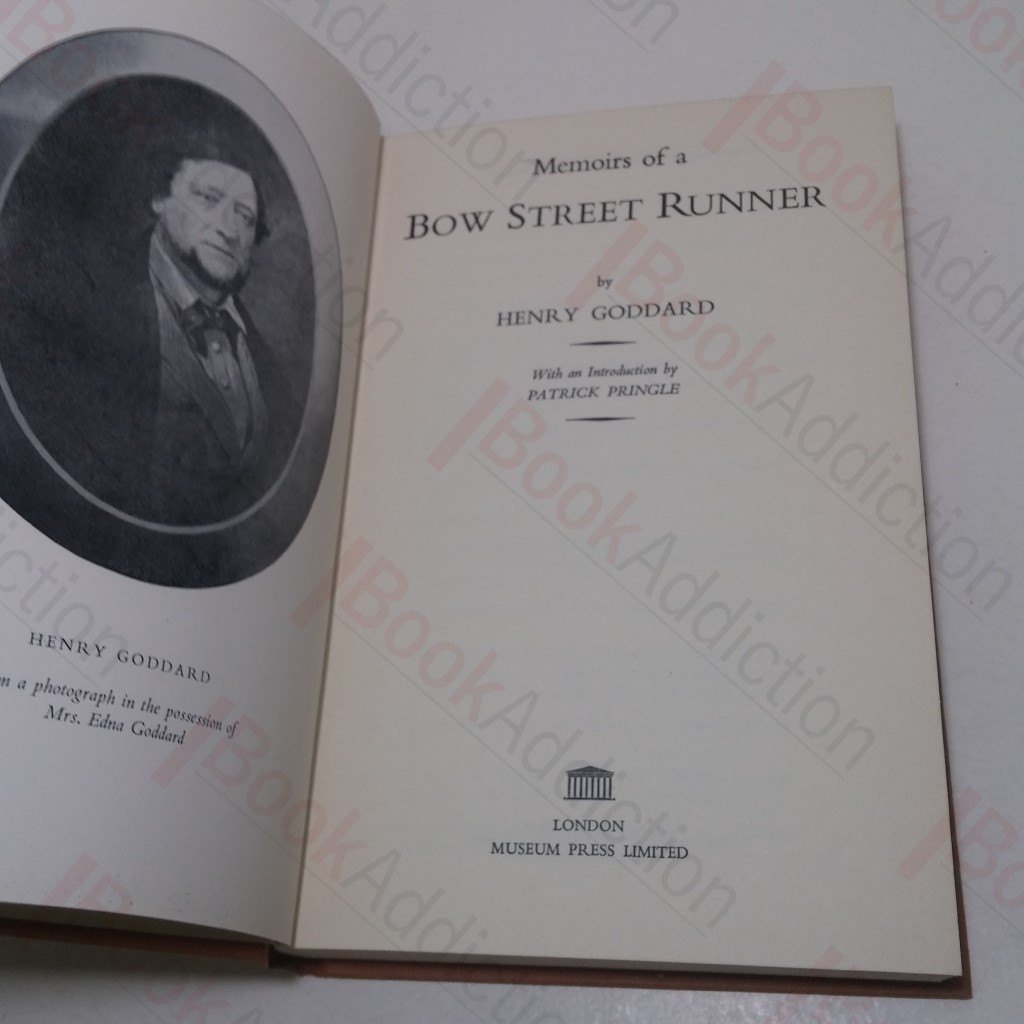 HENRY GODDARD
a photograph in the possession of
Mrs. Edna Goddard
Memoirs of a
BOW STREET RUNNER
by
HENRY GODDARD
With an Introduction by
PATRICK PRINGLE
LONDON
MUSEUM PRESS LIMITED
BookAddiction